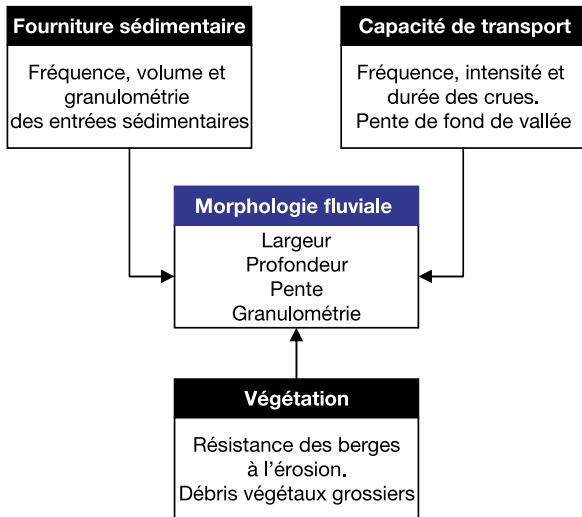 Fourniture sédimentaire
Fréquence, volume et
granulométrie
des entrées sédimentaires
Capacité de transport
Fréquence, intensité et
durée des crues.
Pente de fond de vallée
Morphologie fluviale
Largeur
Profondeur
Pente
Granulométrie
Végétation
Résistance des berges
à l’érosion.
Débris végétaux grossiers